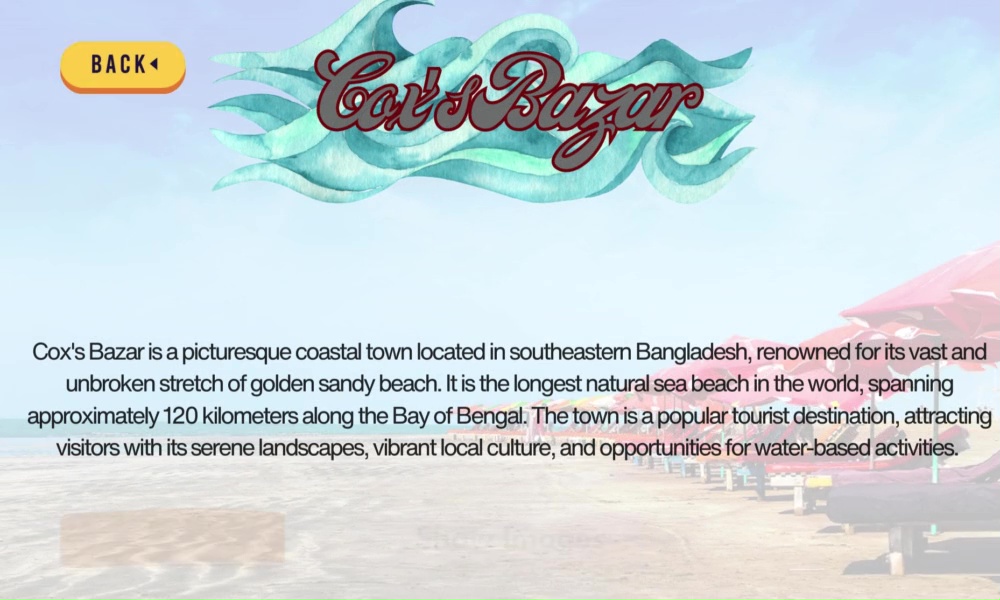 BACK
Cox's Bazar
Cox's Bazar is a picturesque coastal town located in southeastern Bangladesh, renowned for its vast and
unbroken stretch of golden sandy beach. It is the longest natural sea beach in the world, spanning
approximately 120 kilometers along the Bay of Bengal. The town is a popular tourist destination, attracting
visitors with its serene landscapes, vibrant local culture, and opportunities for water-based activities.
Show Images